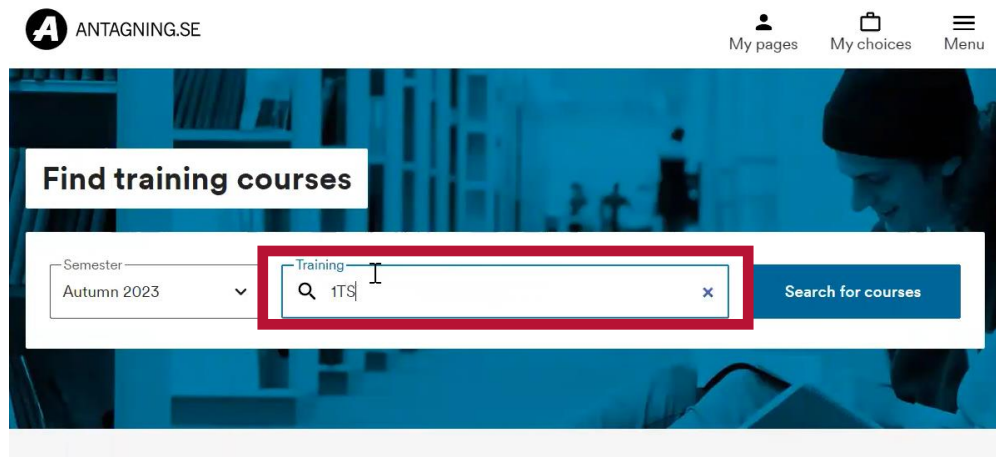 ANTAGNING.SE
My pages
My choices
Menu
Find training courses
Semester
Autumn 2023
Training
1TS
Search for courses